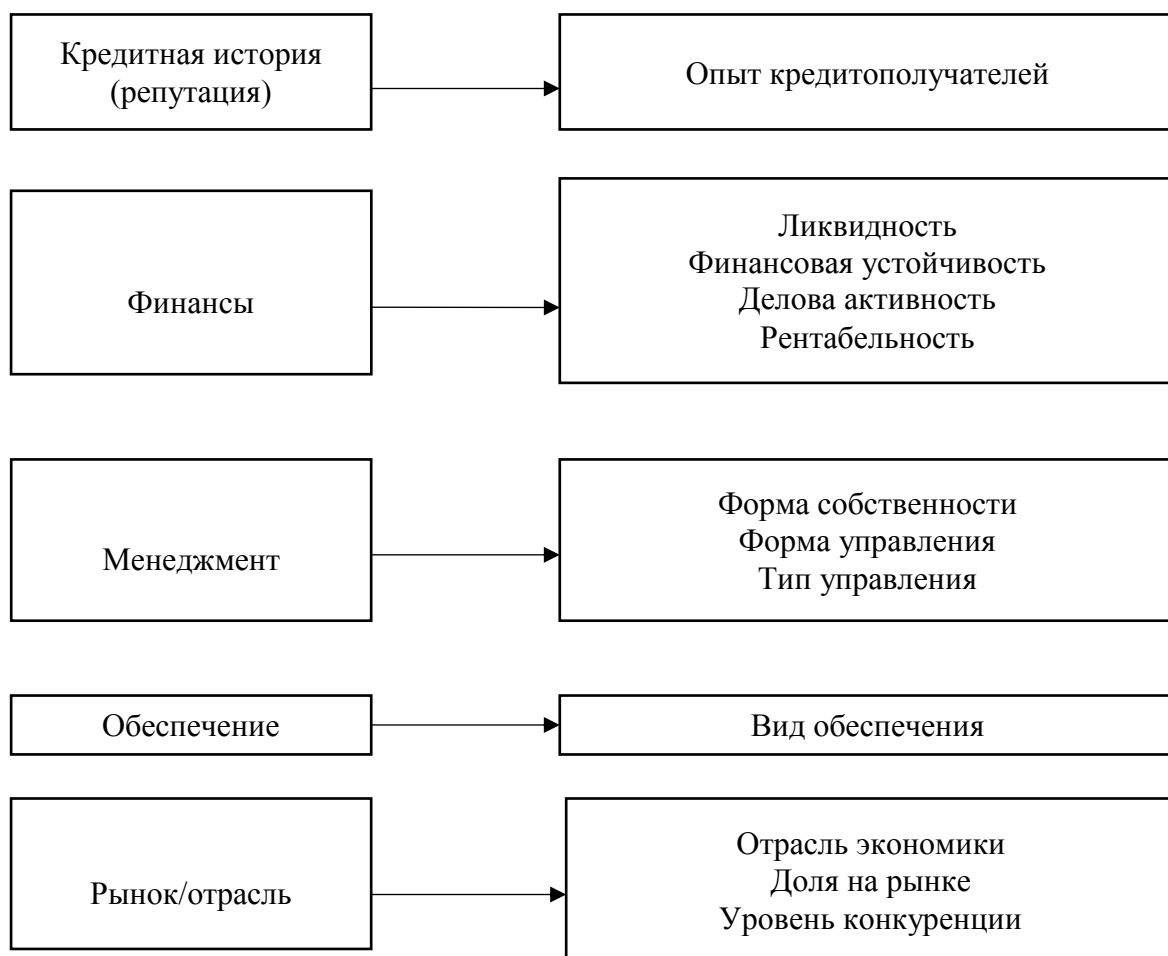 Кредитная история
(репутация)
Опыт кредитополучателей
Финансы
Ликвидность
Финансовая устойчивость
Делова активность
Рентабельность
Менеджмент
Форма собственности
Форма управления
Тип управления
Обеспечение
Вид обеспечения
Рынок/отрасль
Отрасль экономики
Доля на рынке
Уровень конкуренции